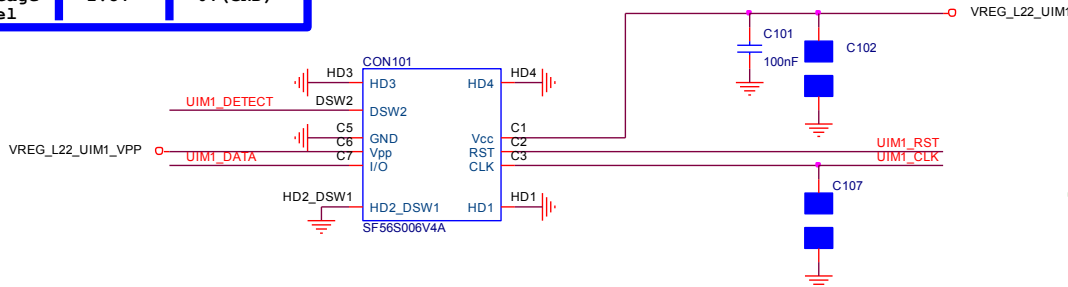 VREG_L22_UIM1
C101
100nF
C102
CON101
HD3
HD3
HD4
HD4
UIM1_DETECT
DSW2
DSW2
C5
GND
Vcc
C1
VREG_L22_UIM1_VPP
C6
Vpp
RST
C2
UIM1_RST
UIM1_DATA
C7
I/O
CLK
C3
UIM1_CLK
C107
HD2_DSW1
HD2_DSW1
HD1
HD1
SF56S006V4A